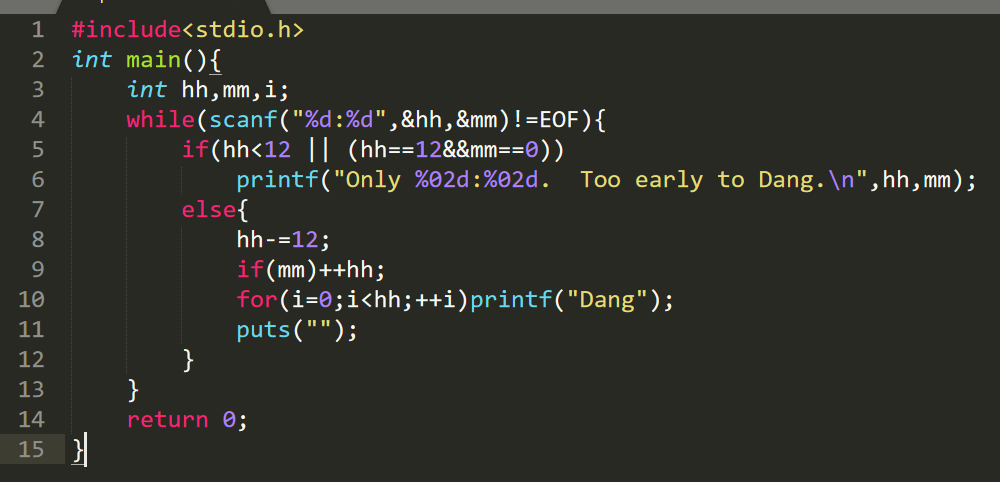 1 #include<stdio.h>
2 int main(){
3     int hh,mm,i;
4     while(scanf("%d:%d",&hh,&mm)!=EOF){
5         if(hh<12 || (hh==12&&mm==0))
6             printf("Only %02d:%02d.  Too early to Dang.\n",hh,mm);
7         else{
8             hh-=12;
9             if(mm)++hh;
10             for(i=0;i<hh;++i)printf("Dang");
11             puts("");
12         }
13     }
14     return 0;
15 }